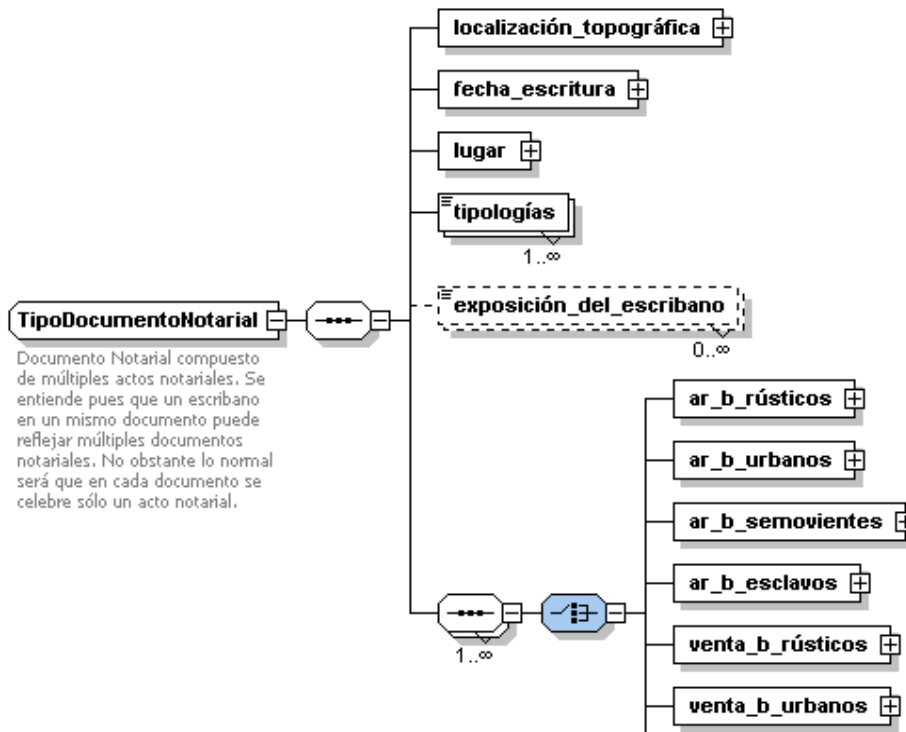 localización_topográfica
fecha_escritura
lugar
tipologías
1..∞
exposición_del_escribano
0..∞
TipoDocumentoNotarial
Documento Notarial compuesto
de múltiples actos notariales. Se
entiende pues que un escribano
en un mismo documento puede
reflejar múltiples documentos
notariales. No obstante lo normal
será que en cada documento se
celebre sólo un acto notarial.
ar_b_rústicos
ar_b_urbanos
ar_b_semovientes
ar_b_esclavos
1..∞
venta_b_rústicos
venta_b_urbanos